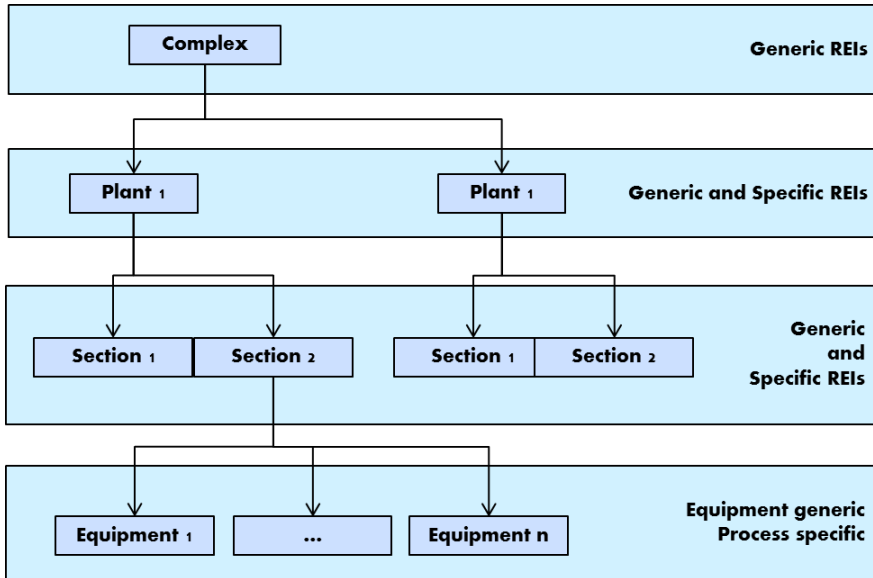 Complex
Generic REIs
Plant 1
Plant 1
Generic and Specific REIs
Section 1
Section 2
Section 1
Section 2
Generic
and
Specific REIs
Equipment 1
...
Equipment n
Equipment generic
Process specific